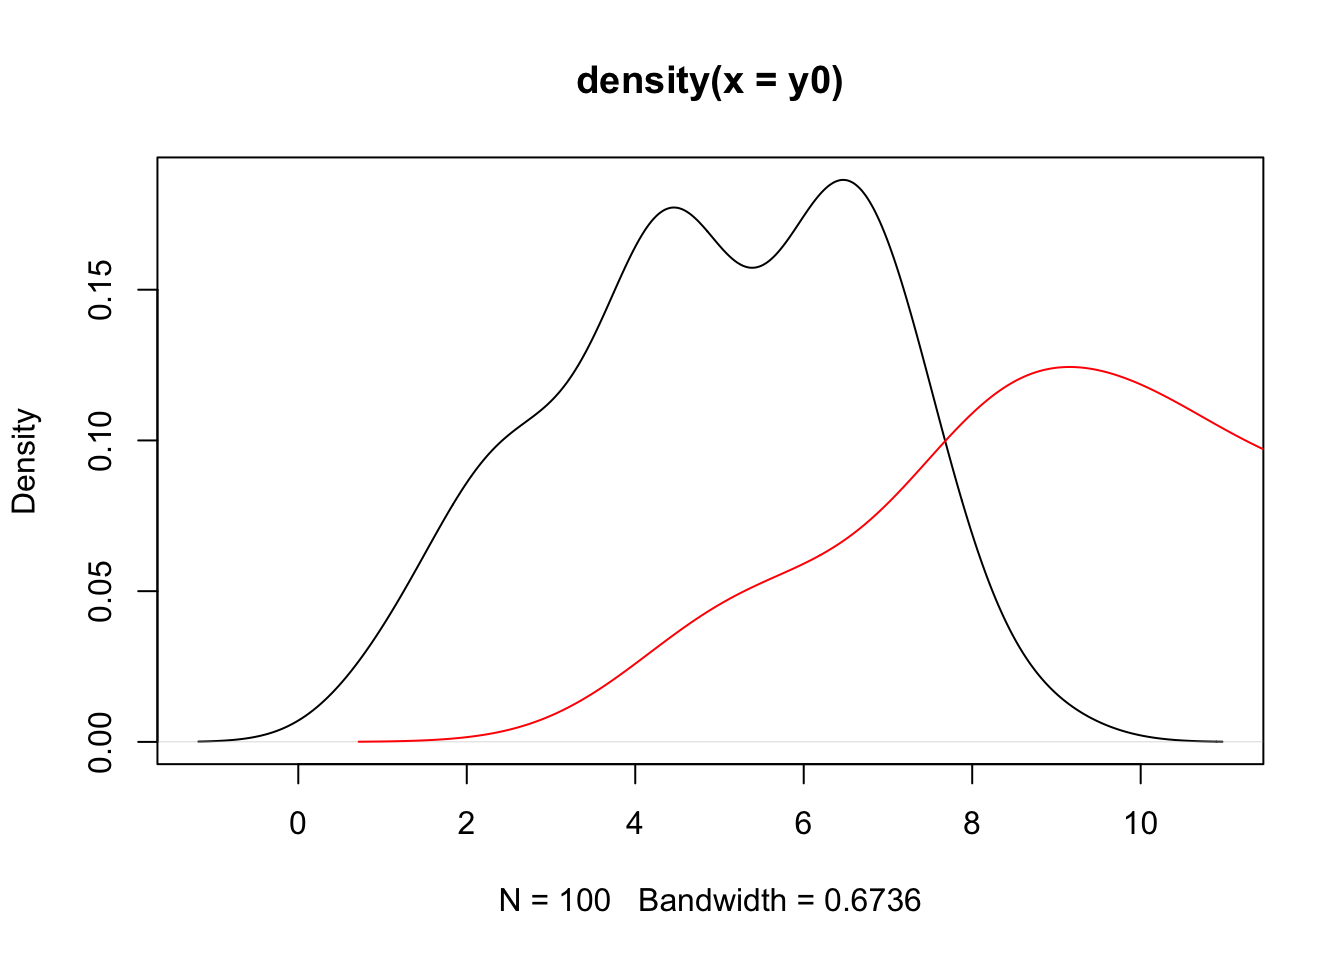 density(x = y0)
Density
0.00
0.05
0.10
0.15
0 2 4 6 8 10
N = 100   Bandwidth = 0.6736